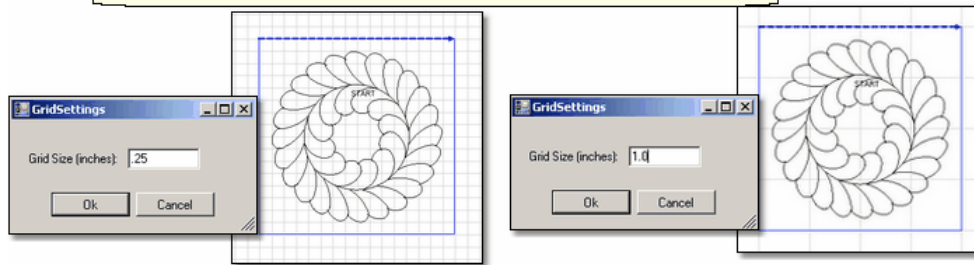 START
GridSettings
Grid Size (inches): .25
Ok Cancel
START
GridSettings
Grid Size (inches): 1.0
Ok Cancel